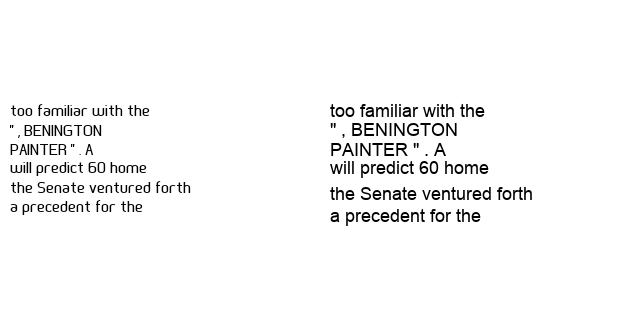 too familiar with the
" , BENINGTON
PAINTER " . A
will predict 60 home
the Senate ventured forth
a precedent for the
too familiar with the
" , BENINGTON
PAINTER " . A
will predict 60 home
the Senate ventured forth
a precedent for the